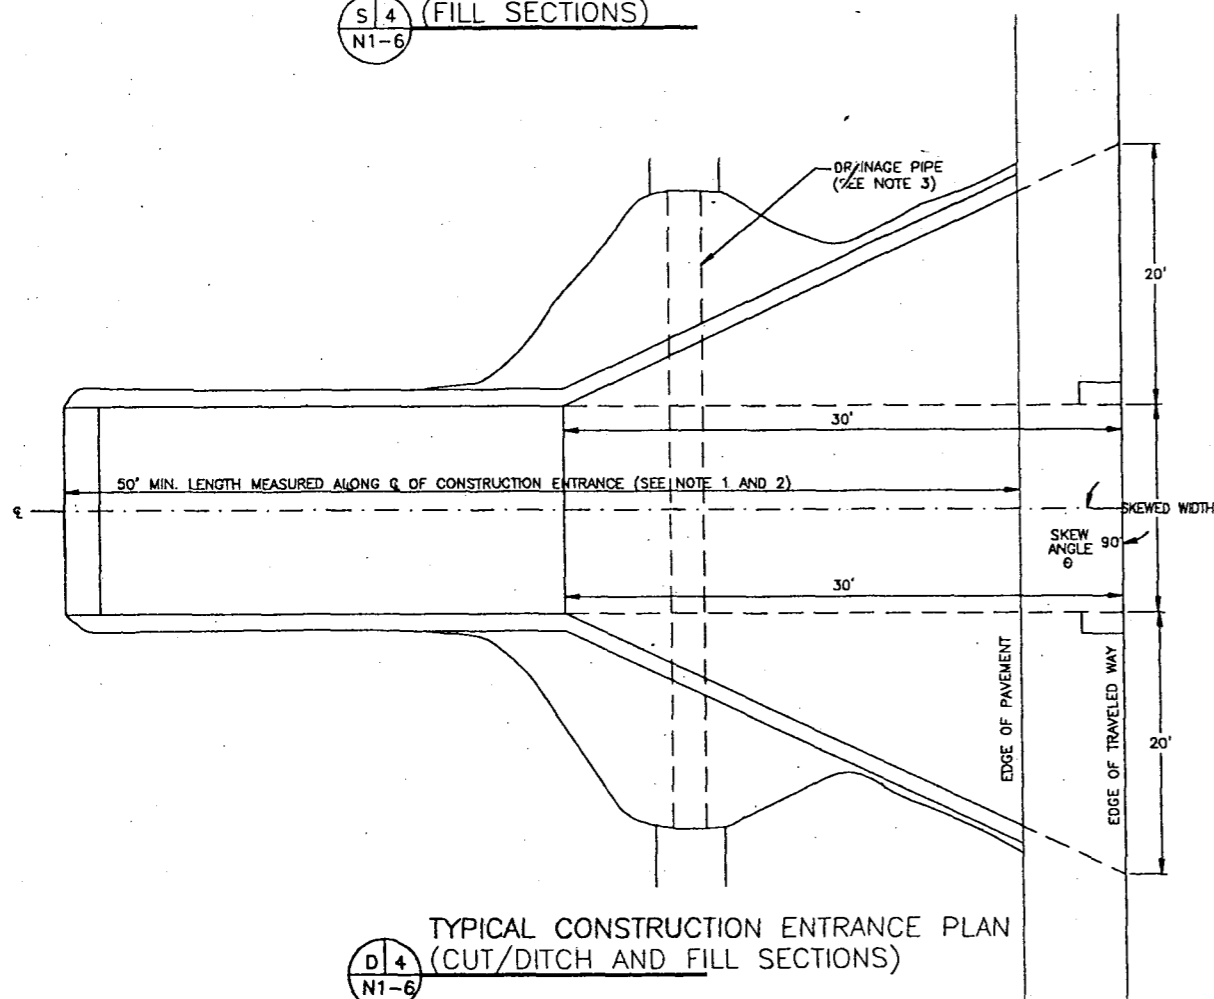 S 4 (FILL SECTIONS)
N1-6
DRAINAGE PIPE
(SEE NOTE 3)
20'
30'
50' MIN. LENGTH MEASURED ALONG ℄ OF CONSTRUCTION ENTRANCE (SEE NOTE 1 AND 2)
℄
SKEWED WIDTH
SKEW
ANGLE 90
Θ
30'
EDGE OF PAVEMENT
EDGE OF TRAVELED WAY
20'
TYPICAL CONSTRUCTION ENTRANCE PLAN
D 4 (CUT/DITCH AND FILL SECTIONS)
N1-6